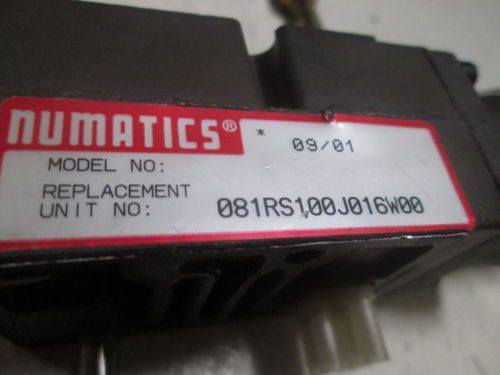 numatics® * 09/01
MODEL NO:
REPLACEMENT
UNIT NO: 081RS100J016W00